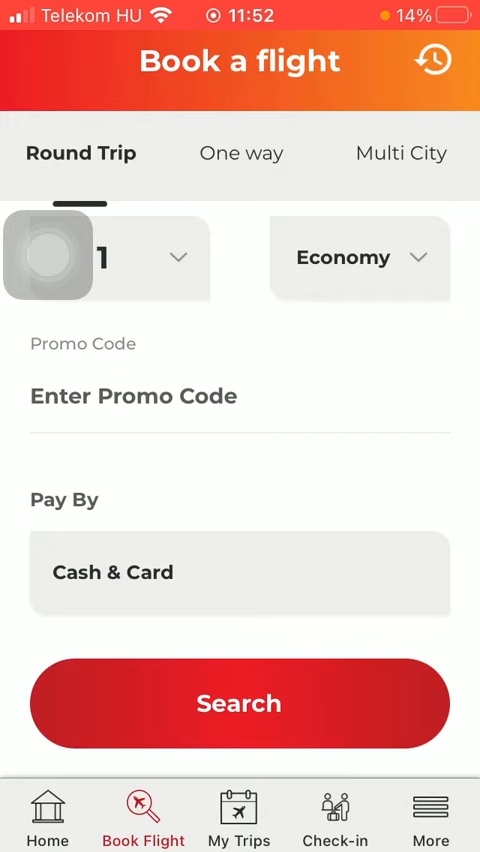 Telekom HU 11:52 14%
Book a flight
Round Trip One way Multi City
1 Economy
Promo Code
Enter Promo Code
Pay By
Cash & Card
Search
Home Book Flight My Trips Check-in More